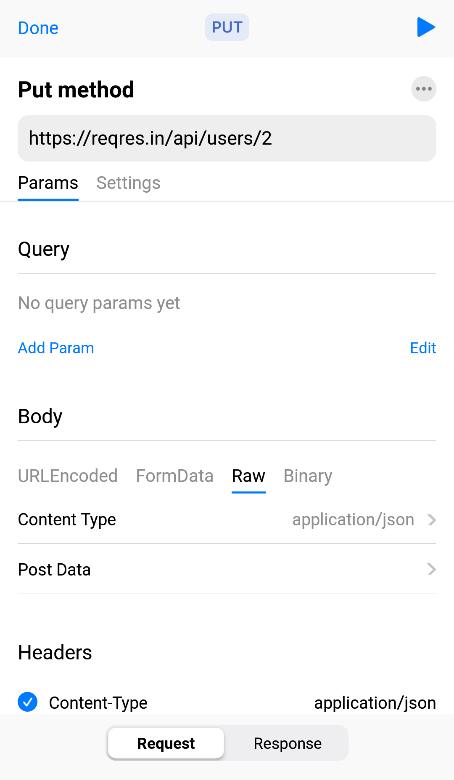 Done PUT
Put method
https://reqres.in/api/users/2
Params Settings
Query
No query params yet
Add Param Edit
Body
URLEncoded FormData Raw Binary
Content Type application/json
Post Data
Headers
Content-Type application/json
Request Response